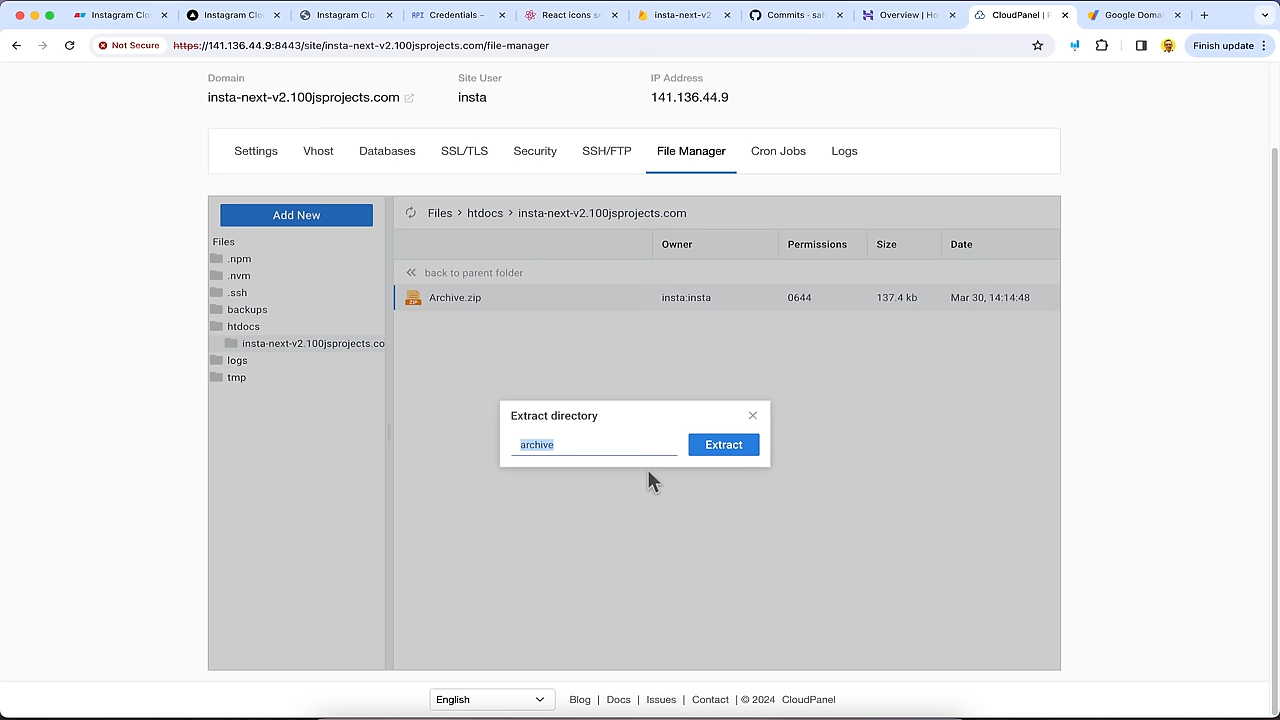 Instagram Clo
Instagram Clo
Instagram Clo
API
Credentials –
React icons se
insta-next-v2
Commits · sah
Overview | Ho
CloudPanel | F
Google Doma
Not Secure
https://141.136.44.9:8443/site/insta-next-v2.100jsprojects.com/file-manager
Finish update
Domain
Site User
IP Address
insta-next-v2.100jsprojects.com
insta
141.136.44.9
Settings
Vhost
Databases
SSL/TLS
Security
SSH/FTP
File Manager
Cron Jobs
Logs
Add New
Files > htdocs > insta-next-v2.100jsprojects.com
Files
.npm
.nvm
.ssh
backups
htdocs
insta-next-v2.100jsprojects.co
logs
tmp
Owner
Permissions
Size
Date
back to parent folder
ZIP
Archive.zip
insta:insta
0644
137.4 kb
Mar 30, 14:14:48
Extract directory
archive
Extract
English
Blog | Docs | Issues | Contact | © 2024 CloudPanel